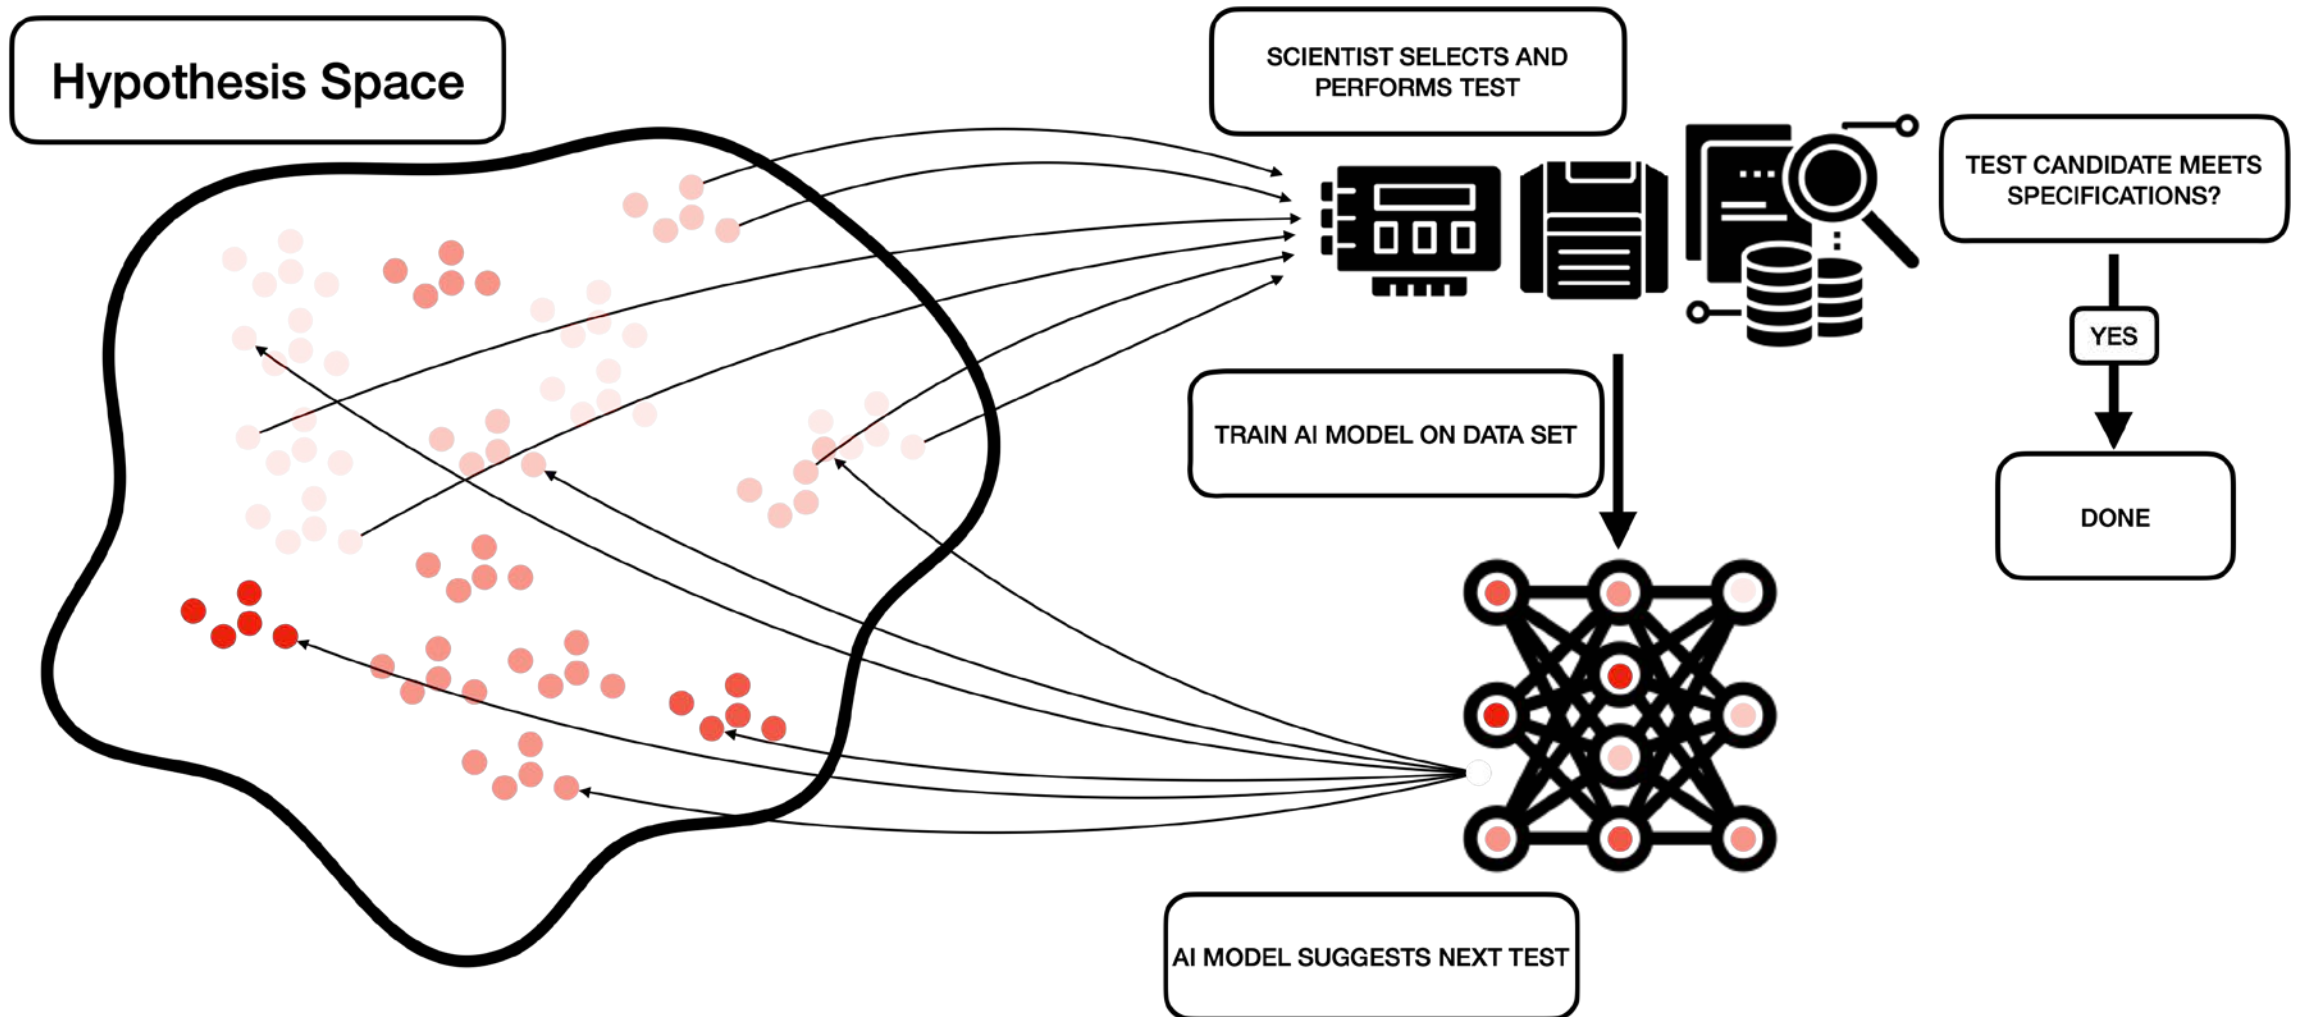 Hypothesis Space
SCIENTIST SELECTS AND
PERFORMS TEST
TEST CANDIDATE MEETS
SPECIFICATIONS?
YES
TRAIN AI MODEL ON DATA SET
DONE
AI MODEL SUGGESTS NEXT TEST